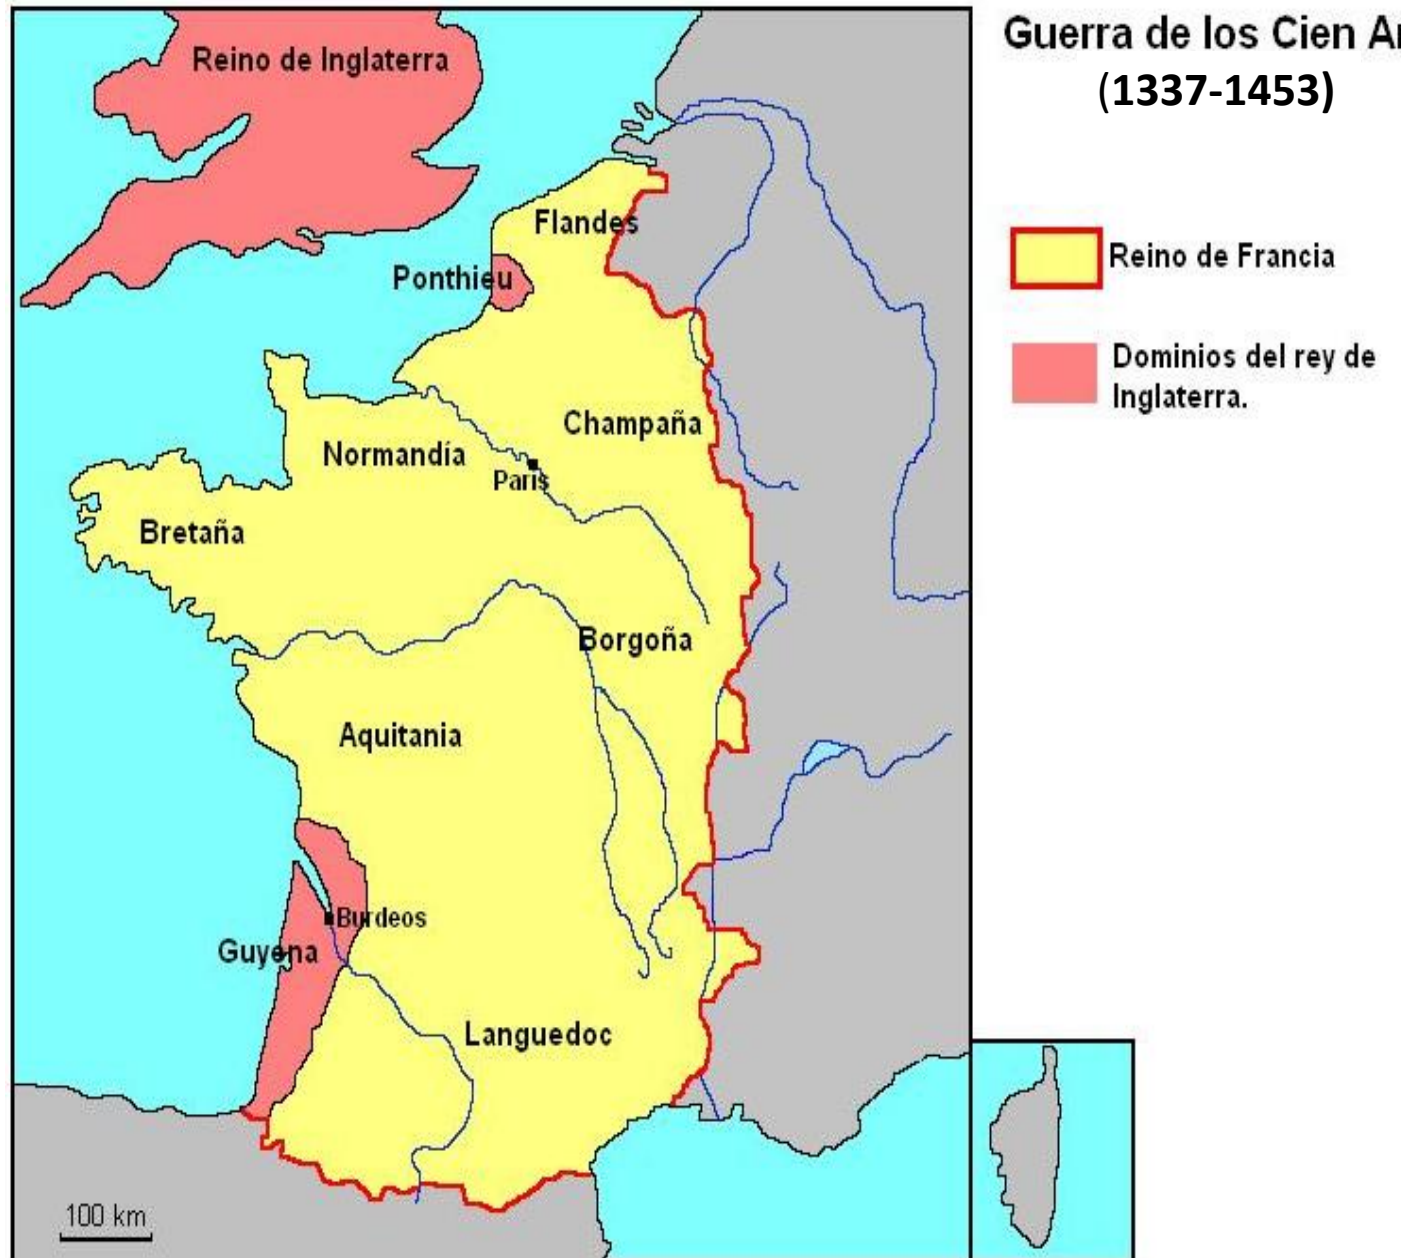 Guerra de los Cien A
(1337-1453)
Reino de Francia
Dominios del rey de
Inglaterra.
Reino de Inglaterra
Flandes
Ponthieu
Champaña
Normandía
París
Bretaña
Borgoña
Aquitania
Burdeos
Guyena
Languedoc
100 km